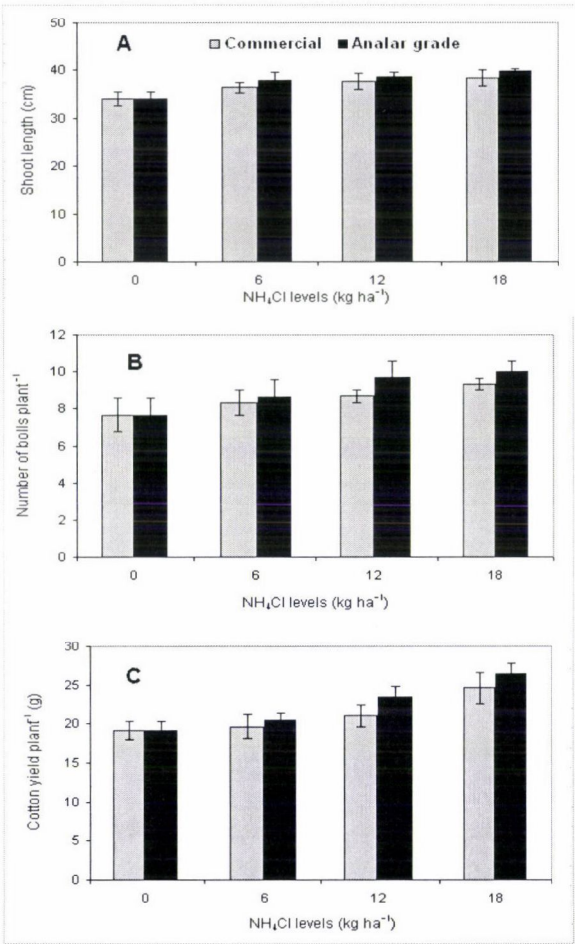 A
Commercial Analar grade
Shoot length (cm)
50
40
30
20
10
0
0 6 12 18
NH₄Cl levels (kg ha⁻¹)
B
Number of bolls plant⁻¹
12
10
8
6
4
2
0
0 6 12 18
NH₄Cl levels (kg ha⁻¹)
C
Cotton yield plant⁻¹ (g)
30
25
20
15
10
5
0
0 6 12 18
NH₄Cl levels (kg ha⁻¹)